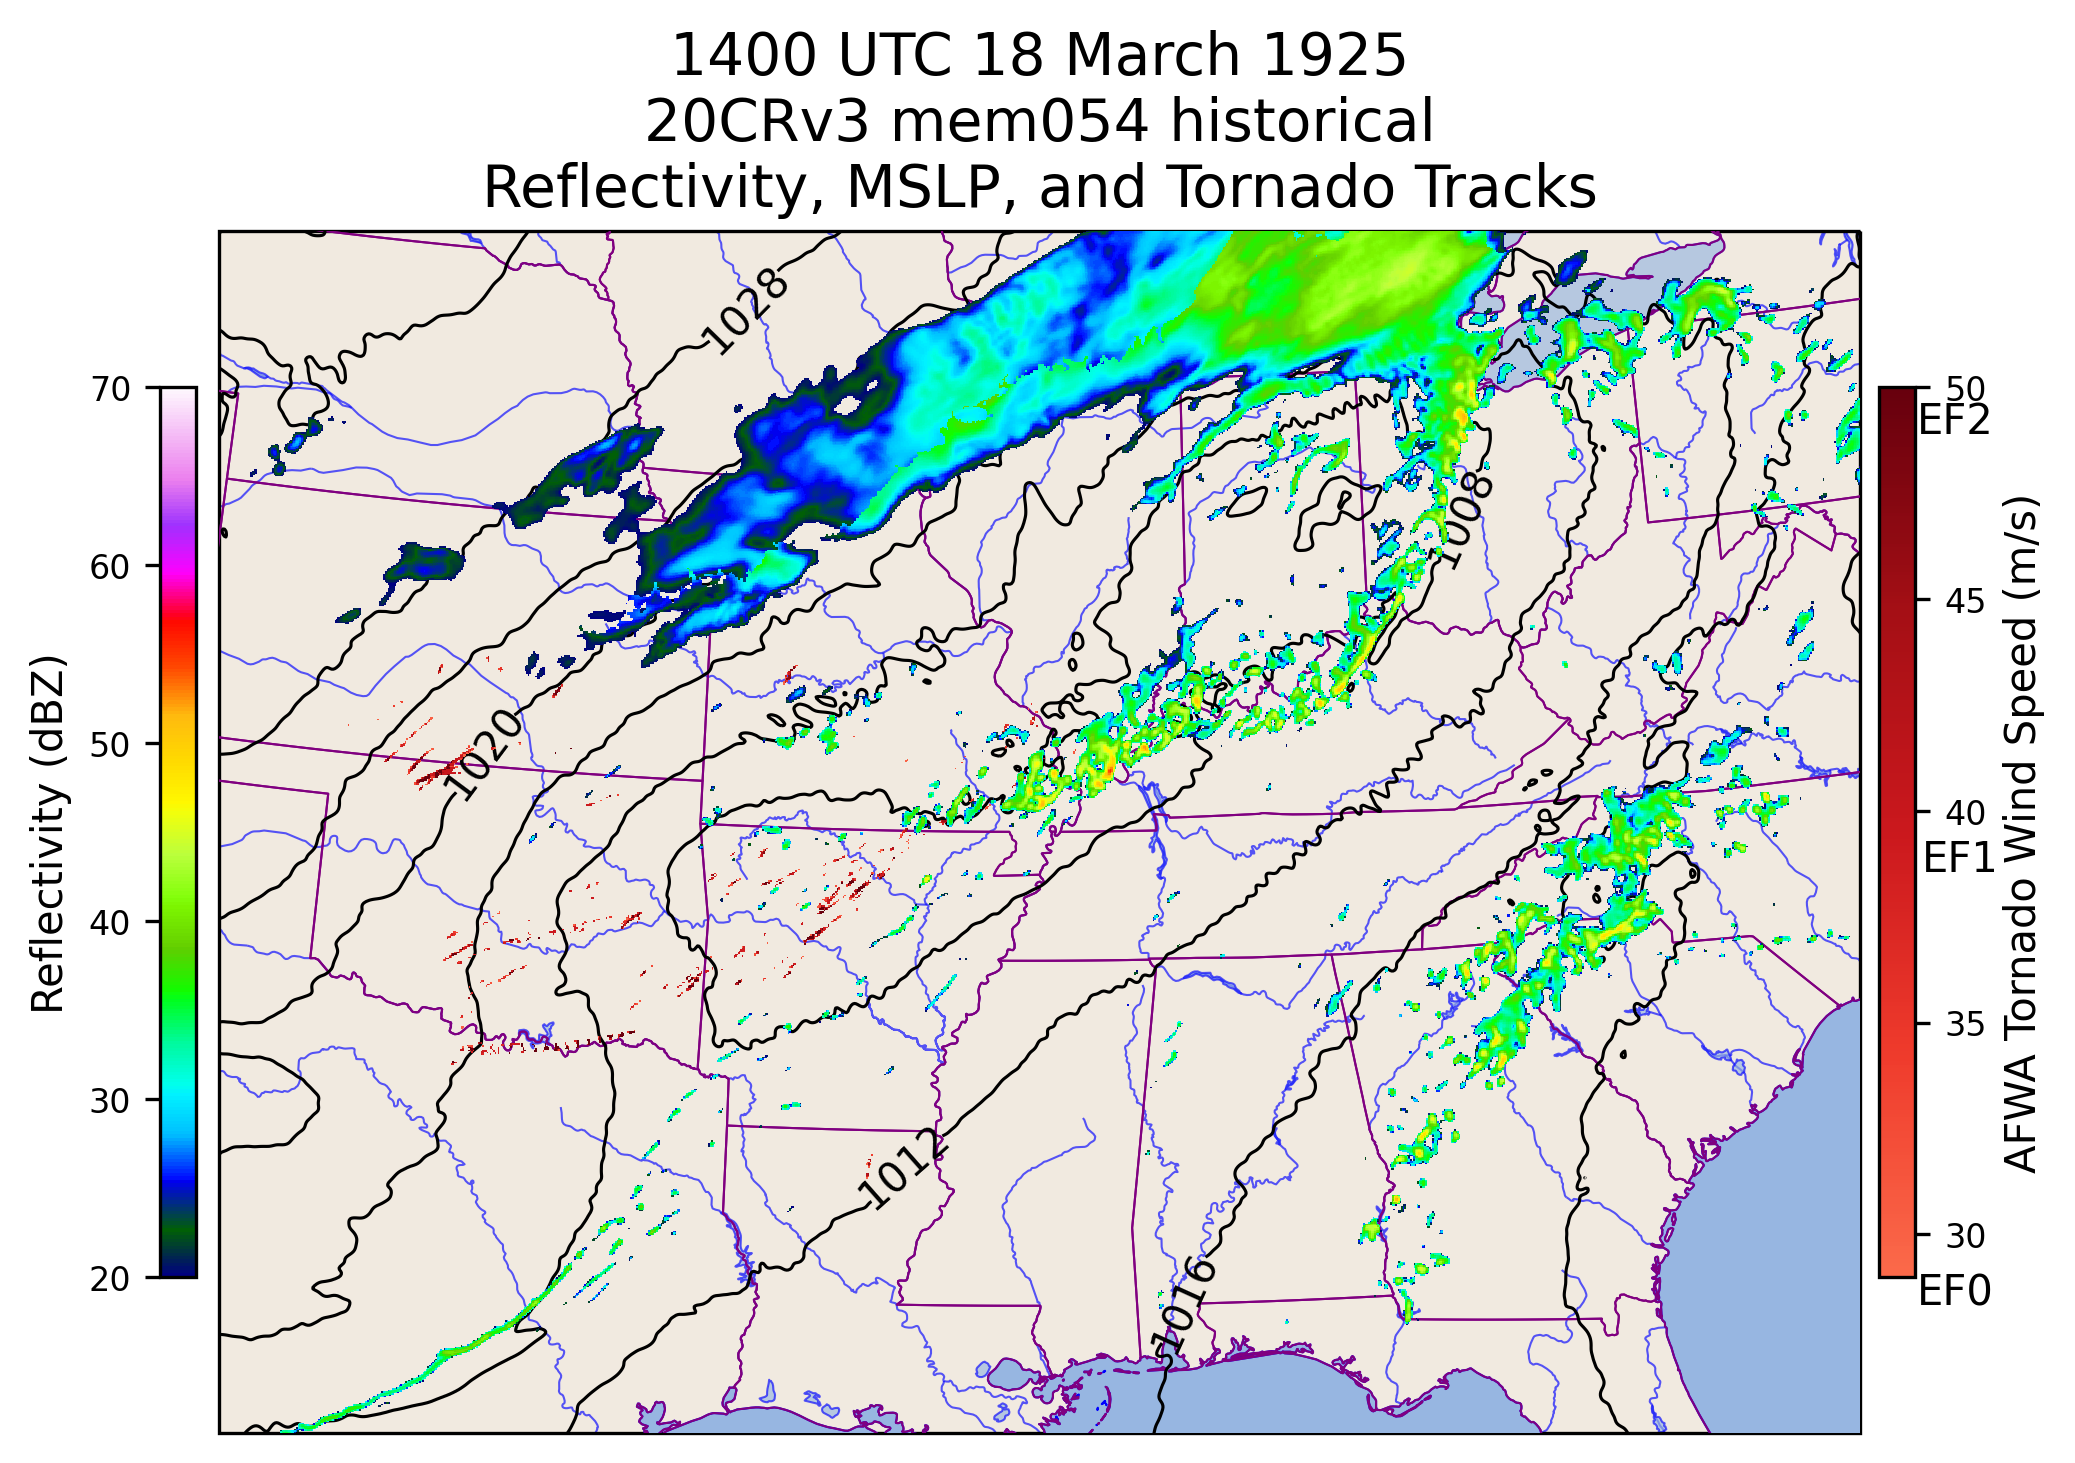 1400 UTC 18 March 1925
20CRv3 mem054 historical
Reflectivity, MSLP, and Tornado Tracks
1028
1020
1008
1012
1016
70
60
50
40
30
20
Reflectivity (dBZ)
50
EF2
45
40
EF1
35
30
EF0
AFWA Tornado Wind Speed (m/s)